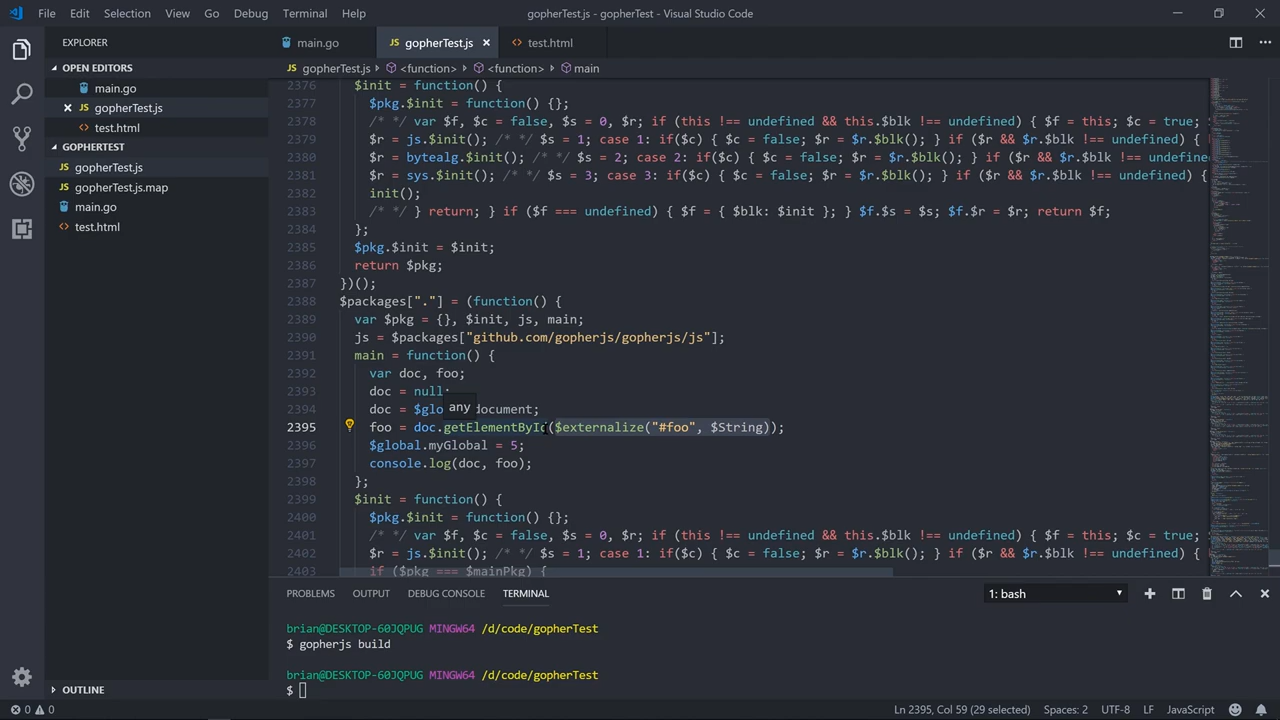 File Edit Selection View Go Debug Terminal Help
gopherTest.js - gopherTest - Visual Studio Code
EXPLORER
OPEN EDITORS
main.go
gopherTest.js
test.html
GOPHERTEST
gopherTest.js
gopherTest.js.map
main.go
test.html
OUTLINE
main.go
JS gopherTest.js
test.html
JS gopherTest.js <function> <function> main
2376 $init = function() {
2377 $pkg.$init = function() {};
2378 /* */ var $f, $c = false, $s = 0, $r; if (this !== undefined && this.$blk !== undefined) { $f = this; $c = true;
2379 $r = js.$init(); /* */ $s = 1; case 1: if($c) { $c = false; $r = $r.$blk(); } if ($r && $r.$blk !== undefined)
2380 $r = bytealg.$init() /* */ $s = 2; case 2: if($c) { $c = false; $r = $r.$blk(); } if ($r && $r.$blk !== undefined
2381 $r = sys.$init(); /* */ $s = 3; case 3: if($c) { $c = false; $r = $r.$blk(); } if ($r && $r.$blk !== undefined)
2382 init();
2383 /* */ } return; } if ($f === undefined) { $f = { $blk: $init }; } $f.$s = $s; $f.$r = $r; return $f;
2384 };
2385 $pkg.$init = $init;
2386 return $pkg;
2387 })();
2388 $packages["."] = (function()
2389 var $pkg = {}, $init, js, main;
2390 js = $packages["github.com/gopherjs/gopherjs/js"];
2391 main = function()
2392 var doc, foo;
2393 doc = null
any
2394 doc = $global.document;
2395 foo = doc.getElementById($externalize("#foo", $String));
2396 $global.myGlobal =
2397 console.log(doc, foo);
2398 };
2399 $init = function() {
2400 $pkg.$init = function() {};
2401 /* */ var $f, $c = false, $s = 0, $r; if (this !== undefined && this.$blk !== undefined) { $f = this; $c = true;
2402 $r = js.$init(); /* */ $s = 1; case 1: if($c) { $c = false; $r = $r.$blk(); } if ($r && $r.$blk !== undefined)
2403 if ($pkg === $mainPkg)
PROBLEMS OUTPUT DEBUG CONSOLE TERMINAL
1: bash
brian@DESKTOP-60JQPUG MINGW64 /d/code/gopherTest
$ gopherjs build
brian@DESKTOP-60JQPUG MINGW64 /d/code/gopherTest
$
0 0
Ln 2395, Col 59 (29 selected) Spaces: 2 UTF-8 LF JavaScript